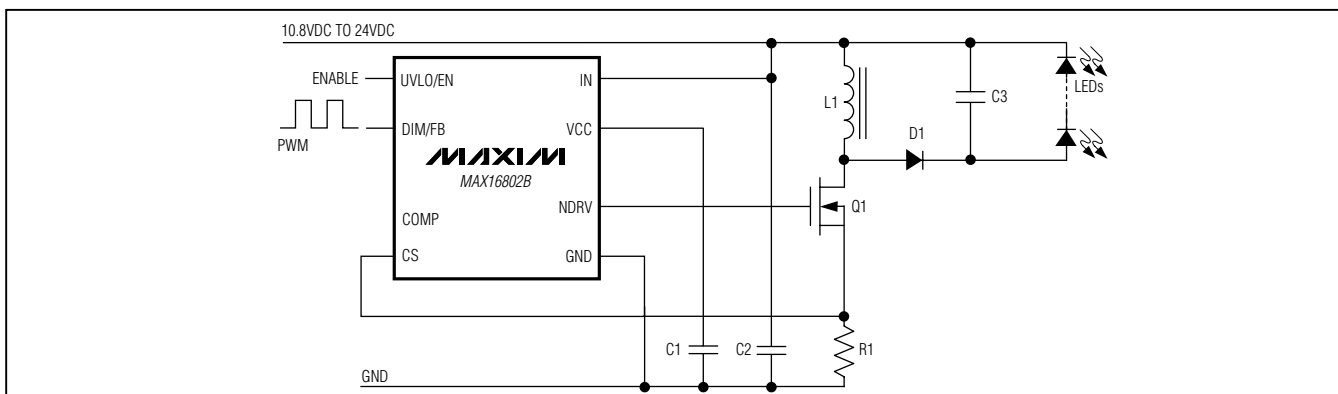 10.8VDC TO 24VDC
ENABLE
UVLO/EN
IN
LEDs
L1
C3
DIM/FB
VCC
PWM
D1
MAXIM
MAX16802B
NDRV
Q1
COMP
CS
GND
C1
C2
R1
GND